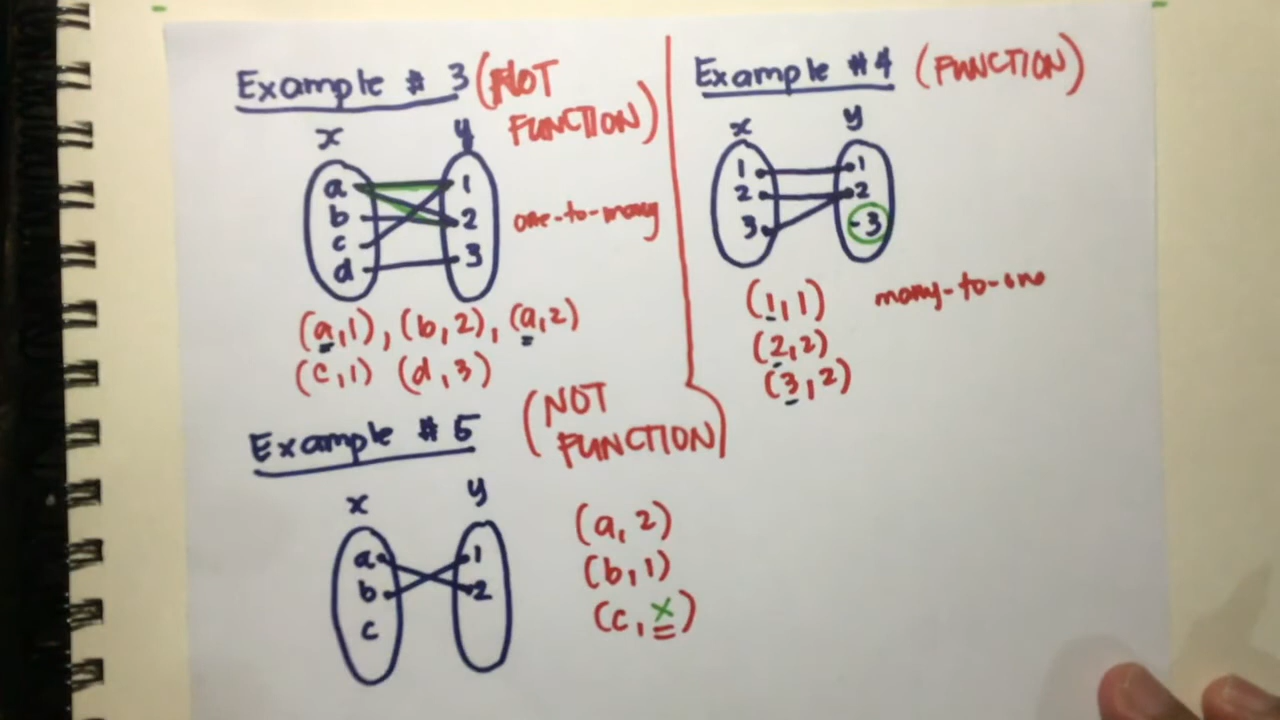 Example # 3 (NOT
FUNCTION)
x y
a 1
b 2
c
d 3
one-to-many
(a,1), (b,2), (a,2)
(c,1) (d,3)
Example #4 (FUNCTION)
x y
1 1
2 2
3 3
(1,1) many-to-one
(2,2)
(3,2)
Example # 5 (NOT
FUNCTION)
x y
a 1
b 2
c
(a, 2)
(b,1)
(c, x)